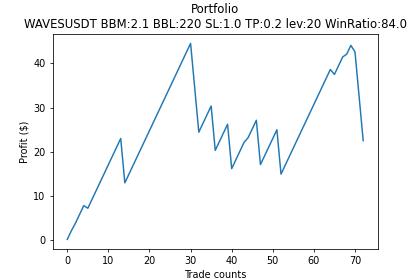 Portfolio
WAVESUSDT BBM:2.1 BBL:220 SL:1.0 TP:0.2 lev:20 WinRatio:84.0
Profit ($)
40
30
20
10
0
0 10 20 30 40 50 60 70
Trade counts